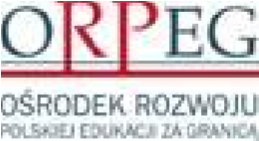 ORPEG
OŚRODEK ROZWOJU
POLSKIEJ EDUKACJI ZA GRANICĄ